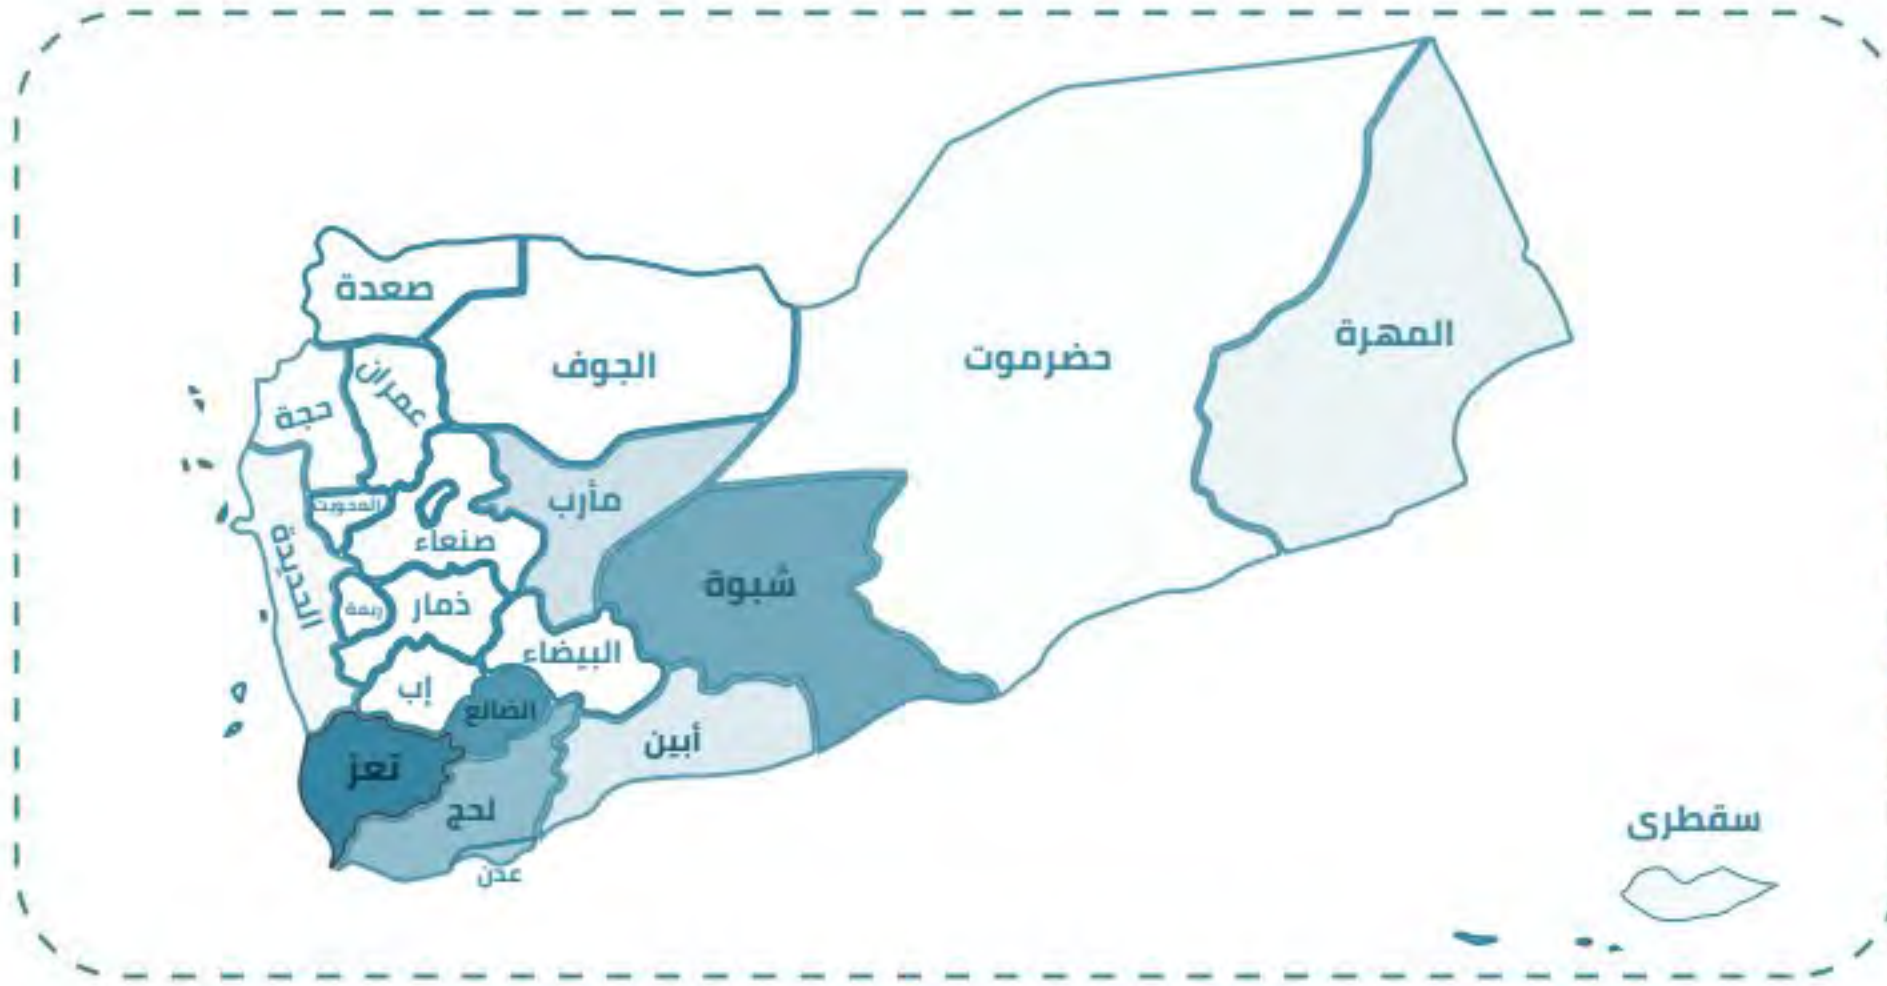 صعدة
المهرة
حضرموت
الجوف
عمران
حجة
مأرب
المحويت
صنعاء
الحديدة
شبوة
ذمار
ريمة
البيضاء
إب
الضالع
أبين
تعز
لحج
عدن
سقطرى